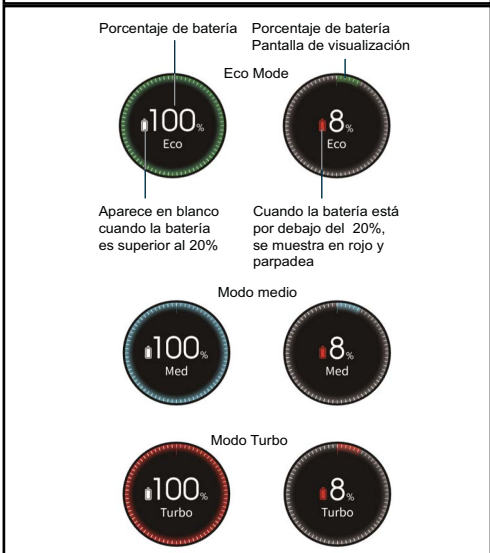 Porcentaje de batería
Porcentaje de batería
Pantalla de visualización
Eco Mode
100%
Eco
8%
Eco
Aparece en blanco
cuando la batería
es superior al 20%
Cuando la batería está
por debajo del 20%,
se muestra en rojo y
parpadea
Modo medio
100%
Med
8%
Med
Modo Turbo
100%
Turbo
8%
Turbo